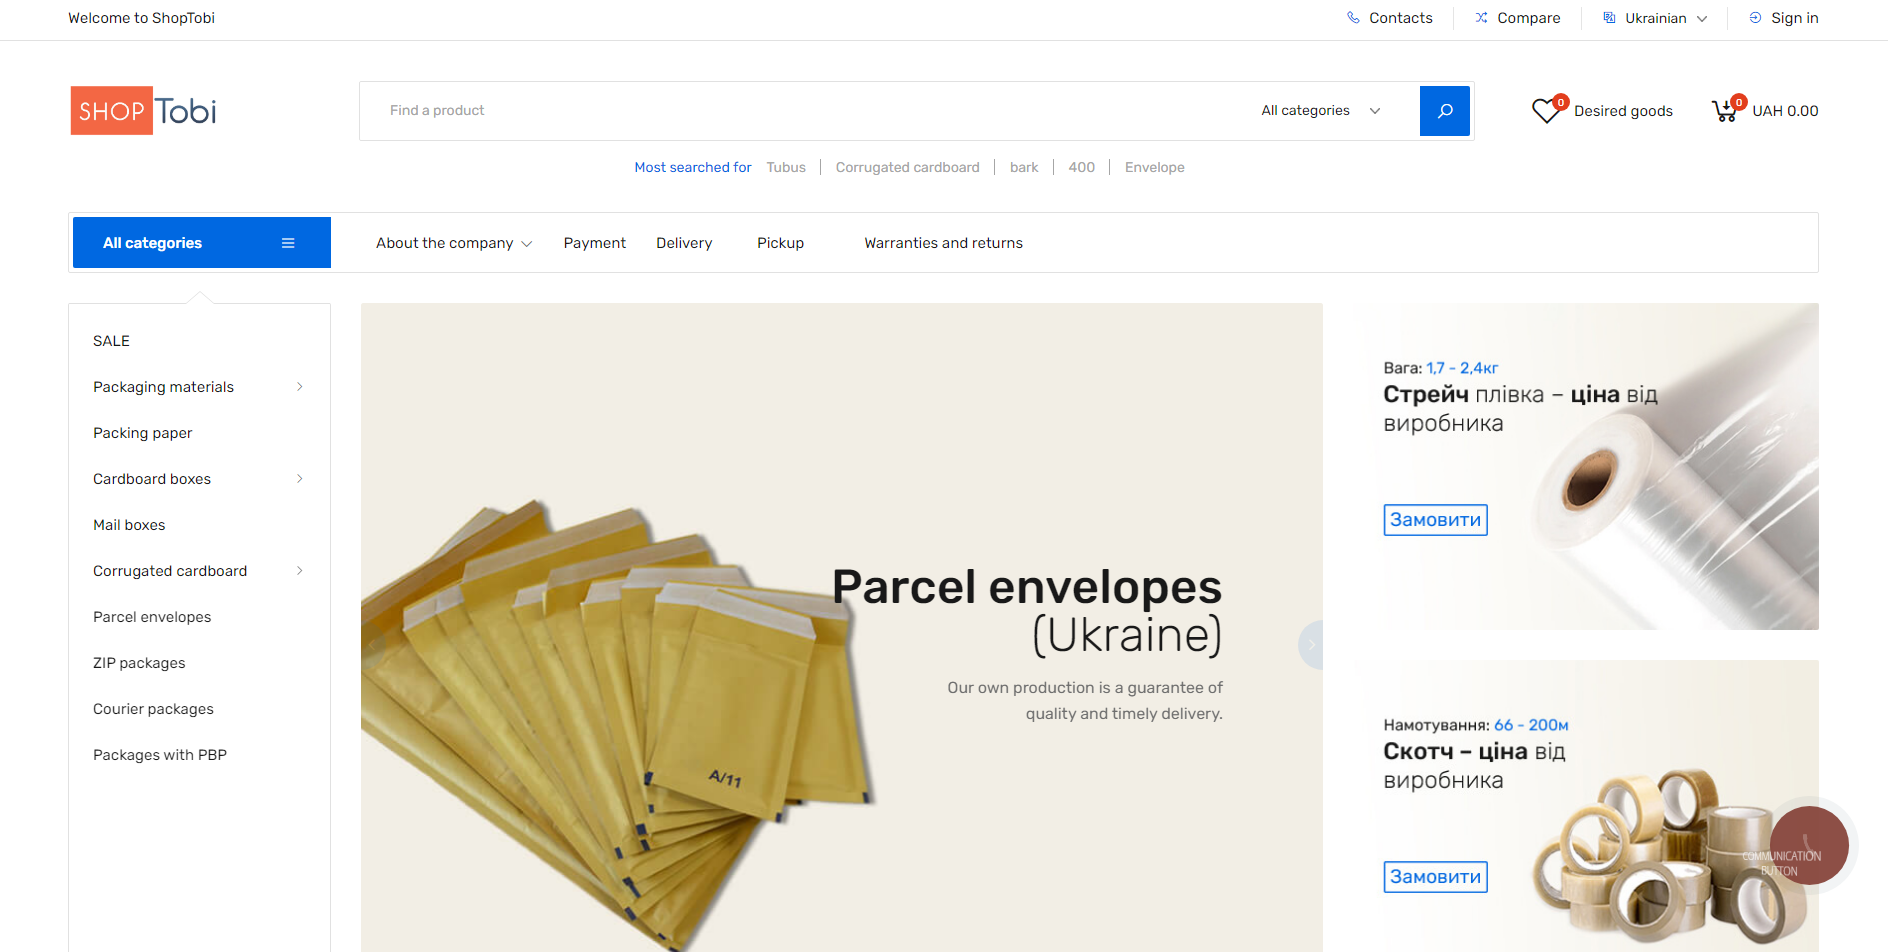 Welcome to ShopTobi
Contacts
Compare
Ukrainian
Sign in
SHOP Tobi
Find a product
All categories
0
Desired goods
0
UAH 0.00
Most searched for
Tubus
Corrugated cardboard
bark
400
Envelope
All categories
About the company
Payment
Delivery
Pickup
Warranties and returns
SALE
Packaging materials
Packing paper
Cardboard boxes
Mail boxes
Corrugated cardboard
Parcel envelopes
ZIP packages
Courier packages
Packages with PBP
Parcel envelopes
(Ukraine)
Our own production is a guarantee of
quality and timely delivery.
A/11
Вага: 1,7 - 2,4кг
Стрейч плівка – ціна від
виробника
Замовити
Намотування: 66 - 200м
Скотч – ціна від
виробника
Замовити
COMMUNICATION
BUTTON